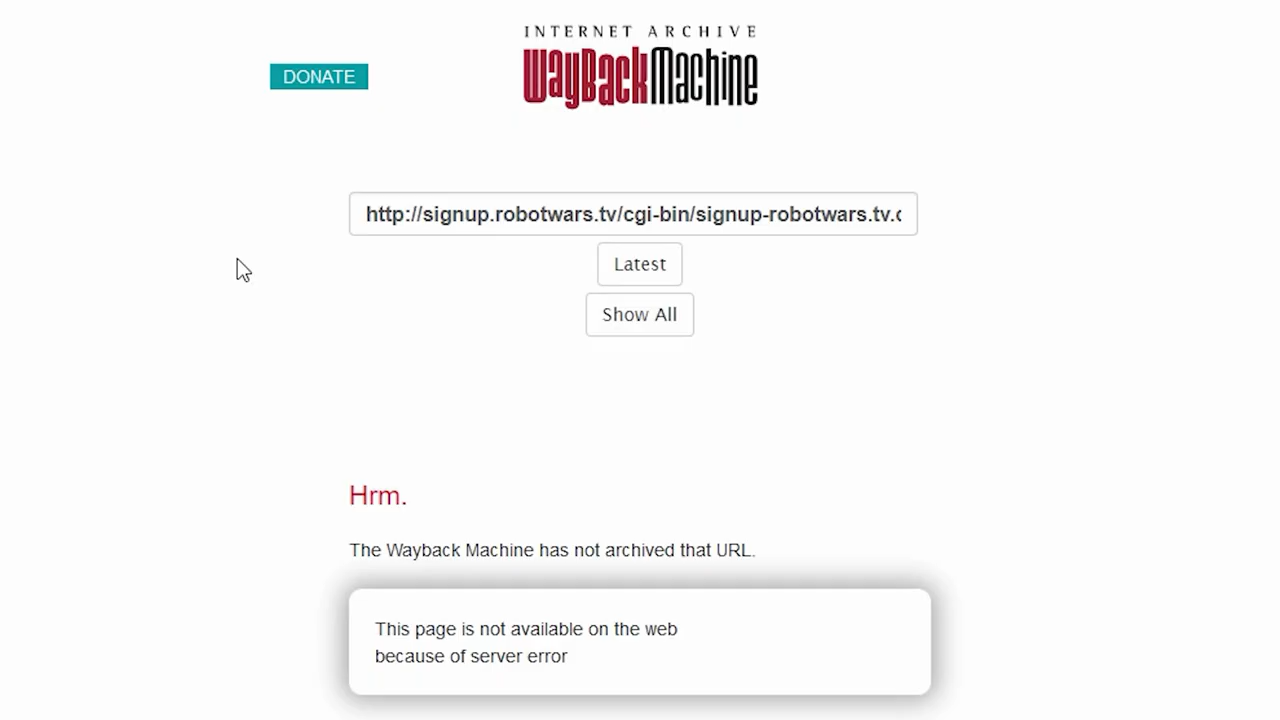 INTERNET ARCHIVE
WayBackMachine
DONATE
http://signup.robotwars.tv/cgi-bin/signup-robotwars.tv.c
Latest
Show All
Hrm.
The Wayback Machine has not archived that URL.
This page is not available on the web
because of server error